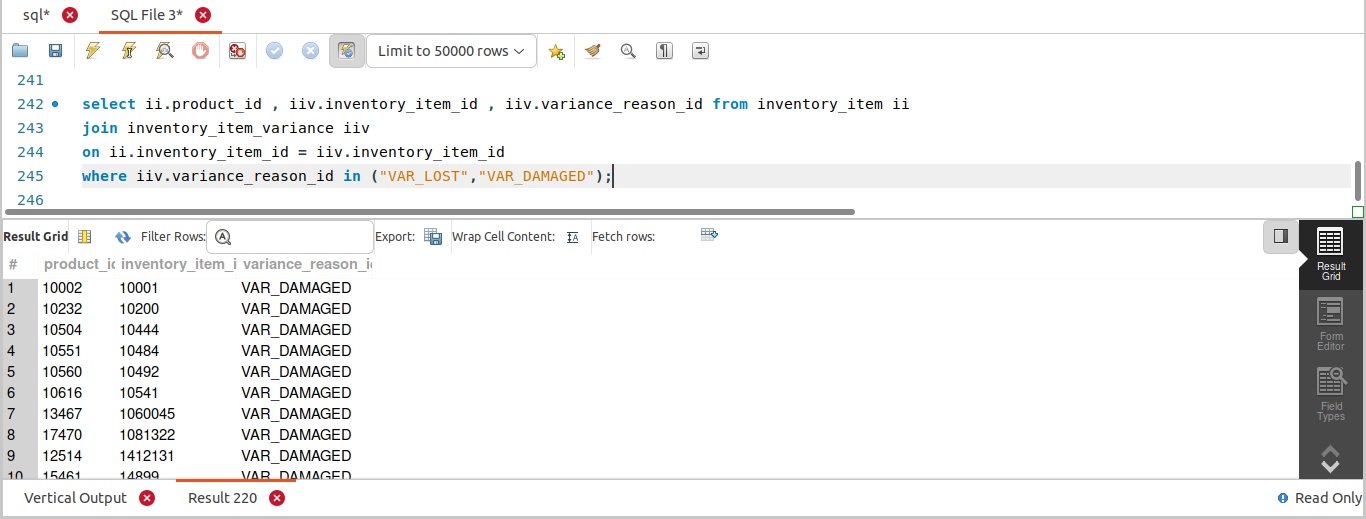 sql* SQL File 3*
Limit to 50000 rows
241
242 select ii.product_id , iiv.inventory_item_id , iiv.variance_reason_id from inventory_item ii
243 join inventory_item_variance iiv
244 on ii.inventory_item_id = iiv.inventory_item_id
245 where iiv.variance_reason_id in ("VAR_LOST","VAR_DAMAGED");
246
Result Grid Filter Rows: Export: Wrap Cell Content: Fetch rows:
# product_id inventory_item_i variance_reason_id
1 10002 10001 VAR_DAMAGED
2 10232 10200 VAR_DAMAGED
3 10504 10444 VAR_DAMAGED
4 10551 10484 VAR_DAMAGED
5 10560 10492 VAR_DAMAGED
6 10616 10541 VAR_DAMAGED
7 13467 1060045 VAR_DAMAGED
8 17470 1081322 VAR_DAMAGED
9 12514 1412131 VAR_DAMAGED
10 15461 14899 VAR_DAMAGED
Result
Grid
Form
Editor
Field
Types
Vertical Output Result 220 Read Only